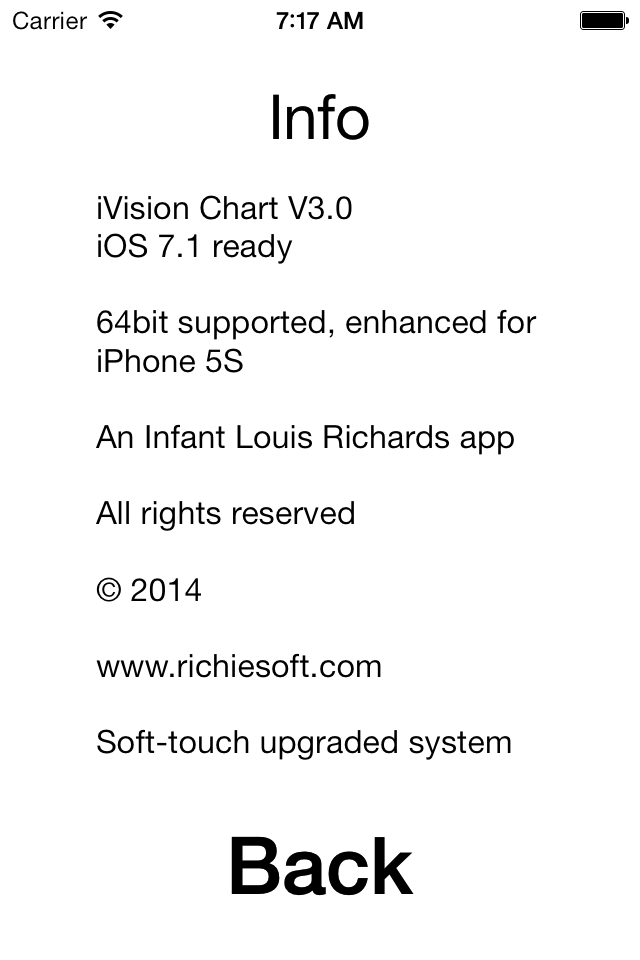 Carrier 7:17 AM
Info
iVision Chart V3.0
iOS 7.1 ready
64bit supported, enhanced for
iPhone 5S
An Infant Louis Richards app
All rights reserved
© 2014
www.richiesoft.com
Soft-touch upgraded system
Back